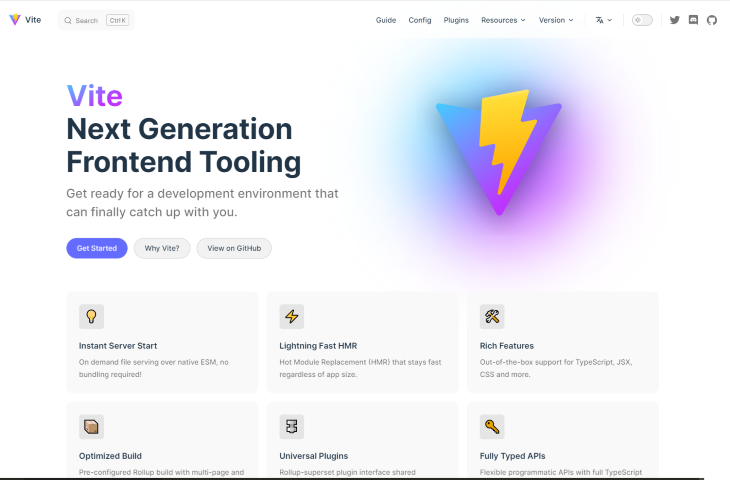 Vite
Search
Ctrl K
Guide
Config
Plugins
Resources
Version
Vite
Next Generation
Frontend Tooling
Get ready for a development environment that
can finally catch up with you.
Get Started
Why Vite?
View on GitHub
Instant Server Start
On demand file serving over native ESM, no
bundling required!
Lightning Fast HMR
Hot Module Replacement (HMR) that stays fast
regardless of app size.
Rich Features
Out-of-the-box support for TypeScript, JSX,
CSS and more.
Optimized Build
Pre-configured Rollup build with multi-page and
Universal Plugins
Rollup-superset plugin interface shared
Fully Typed APIs
Flexible programmatic APIs with full TypeScript